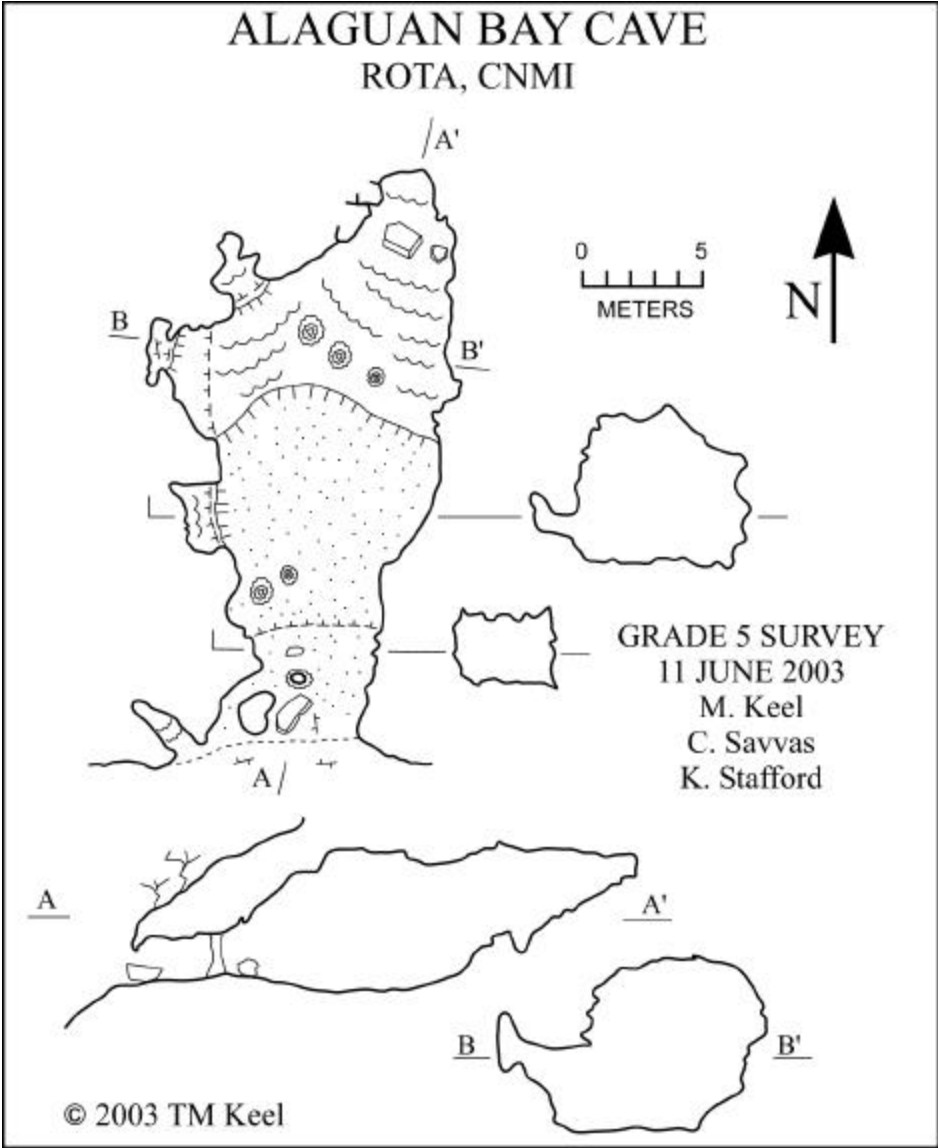 ALAGUAN BAY CAVE
ROTA, CNMI
A'
0 5
METERS
N
B
B'
GRADE 5 SURVEY
11 JUNE 2003
M. Keel
C. Savvas
K. Stafford
A
A
A'
B
B'
© 2003 TM Keel